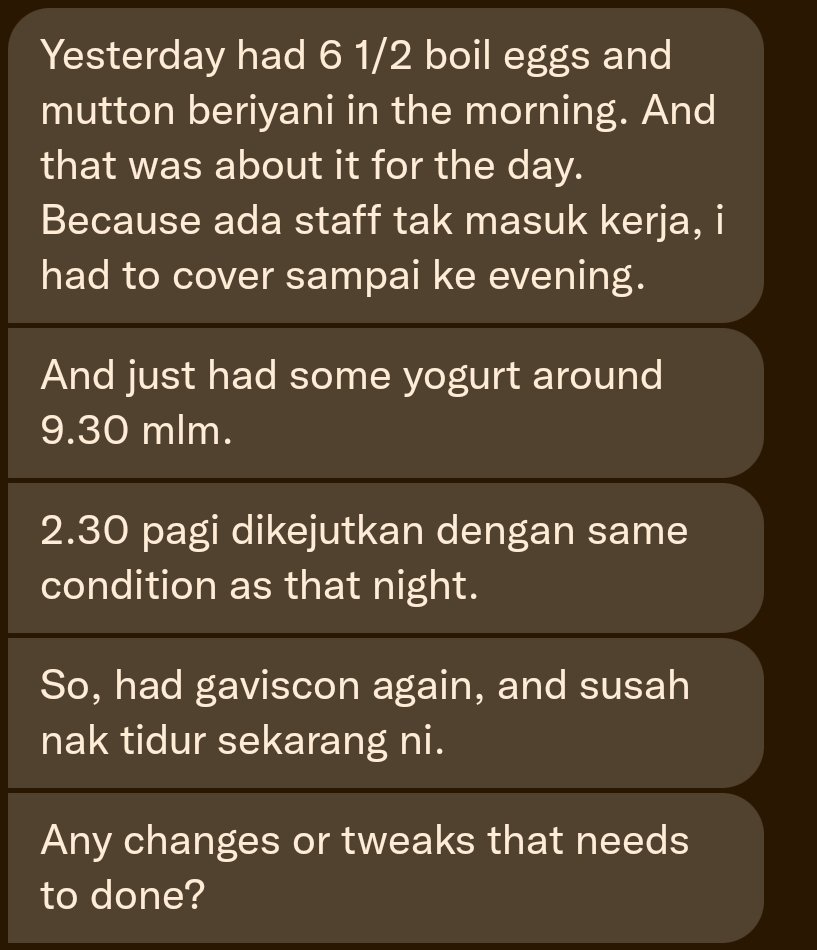 Yesterday had 6 1/2 boil eggs and
mutton beriyani in the morning. And
that was about it for the day.
Because ada staff tak masuk kerja, i
had to cover sampai ke evening.
And just had some yogurt around
9.30 mlm.
2.30 pagi dikejutkan dengan same
condition as that night.
So, had gaviscon again, and susah
nak tidur sekarang ni.
Any changes or tweaks that needs
to done?